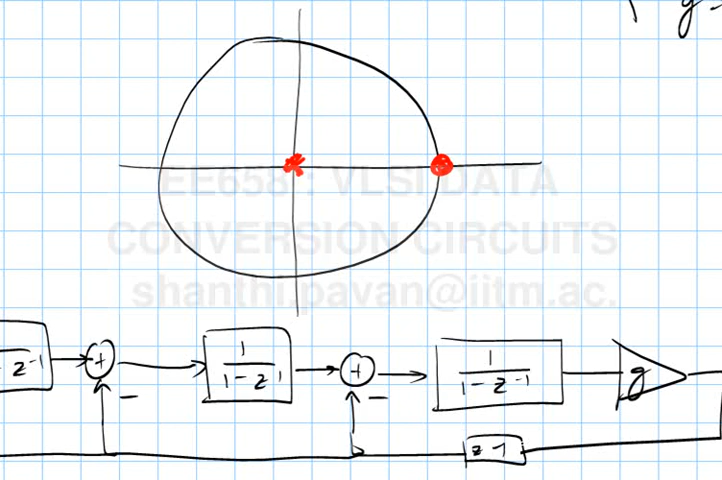 g
EE658 : VLSI DATA
CONVERSION CIRCUITS
shanthi.pavan@iitm.ac.
z⁻¹
+
1
1 - z⁻¹
+
1
1 - z⁻¹
g
-
-
z-1